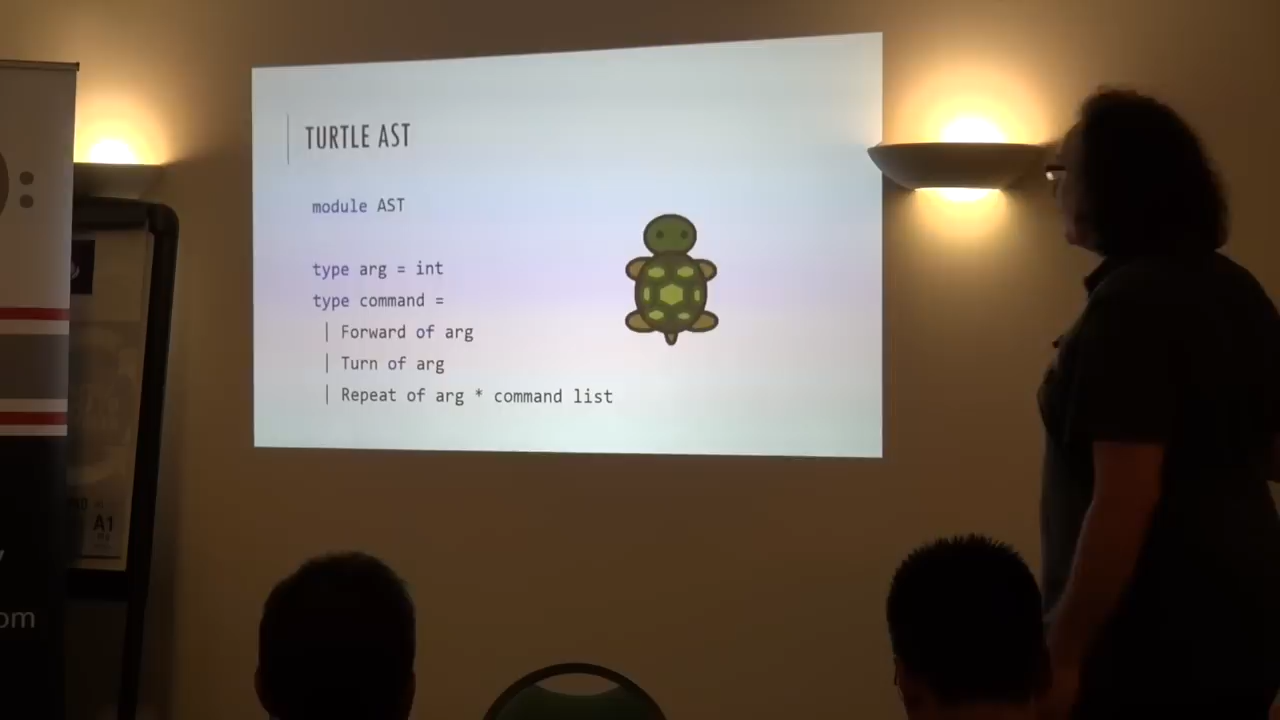 TURTLE AST
module AST
type arg = int
type command =
| Forward of arg
| Turn of arg
| Repeat of arg * command list
A1
om